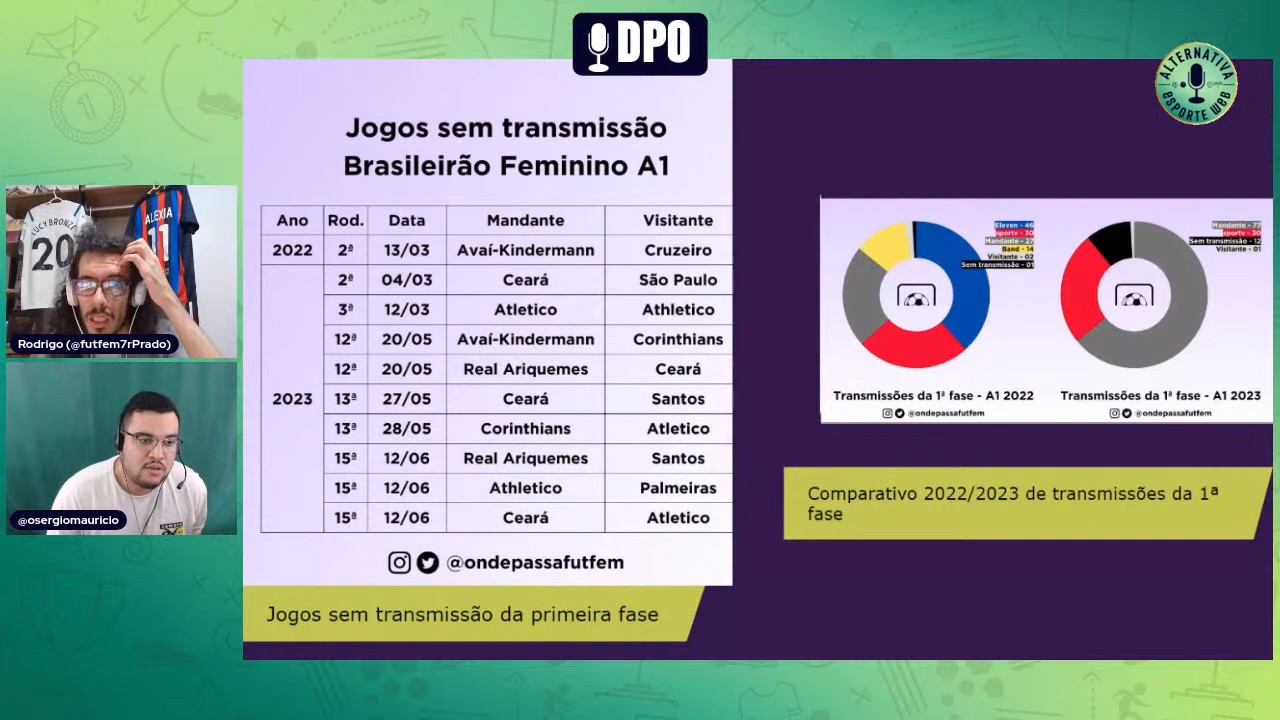 DPO
ALTERNATIVA
ESPORTE WEB
Jogos sem transmissão
Brasileirão Feminino A1
Ano Rod. Data Mandante Visitante
2022 2ª 13/03 Avaí-Kindermann Cruzeiro
2ª 04/03 Ceará São Paulo
3ª 12/03 Atletico Athletico
12ª 20/05 Avaí-Kindermann Corinthians
12ª 20/05 Real Ariquemes Ceará
2023 13ª 27/05 Ceará Santos
13ª 28/05 Corinthians Atletico
15ª 12/06 Real Ariquemes Santos
15ª 12/06 Athletico Palmeiras
15ª 12/06 Ceará Atletico
@ondepassafutfem
Jogos sem transmissão da primeira fase
Eleven - 46
sportv - 30
Mandante - 27
Band - 14
Visitante - 02
Sem transmissão - 01
Transmissões da 1ª fase - A1 2022
@ondepassafutfem
Mandante - 77
sportv - 30
Sem transmissão - 12
Visitante - 01
Transmissões da 1ª fase - A1 2023
@ondepassafutfem
Comparativo 2022/2023 de transmissões da 1ª
fase
LUCY BRONZE
20
ALEXIA
11
Rodrigo (@futfem7rPrado)
@osergiomauricio